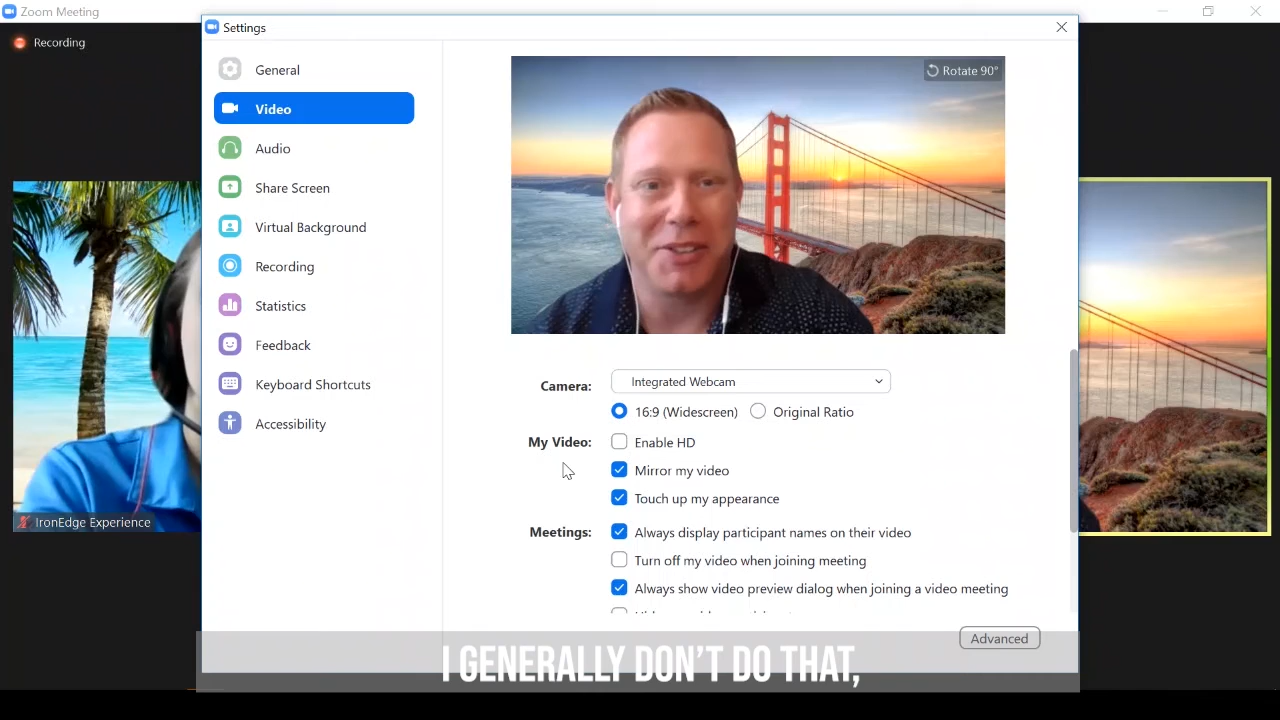 Zoom Meeting
Settings
Recording
General
Video
Audio
Share Screen
Virtual Background
Recording
Statistics
Feedback
Keyboard Shortcuts
Accessibility
Rotate 90°
Camera:
Integrated Webcam
16:9 (Widescreen)
Original Ratio
My Video:
Enable HD
Mirror my video
Touch up my appearance
Meetings:
Always display participant names on their video
Turn off my video when joining meeting
Always show video preview dialog when joining a video meeting
Advanced
IronEdge Experience
I GENERALLY DON'T DO THAT,